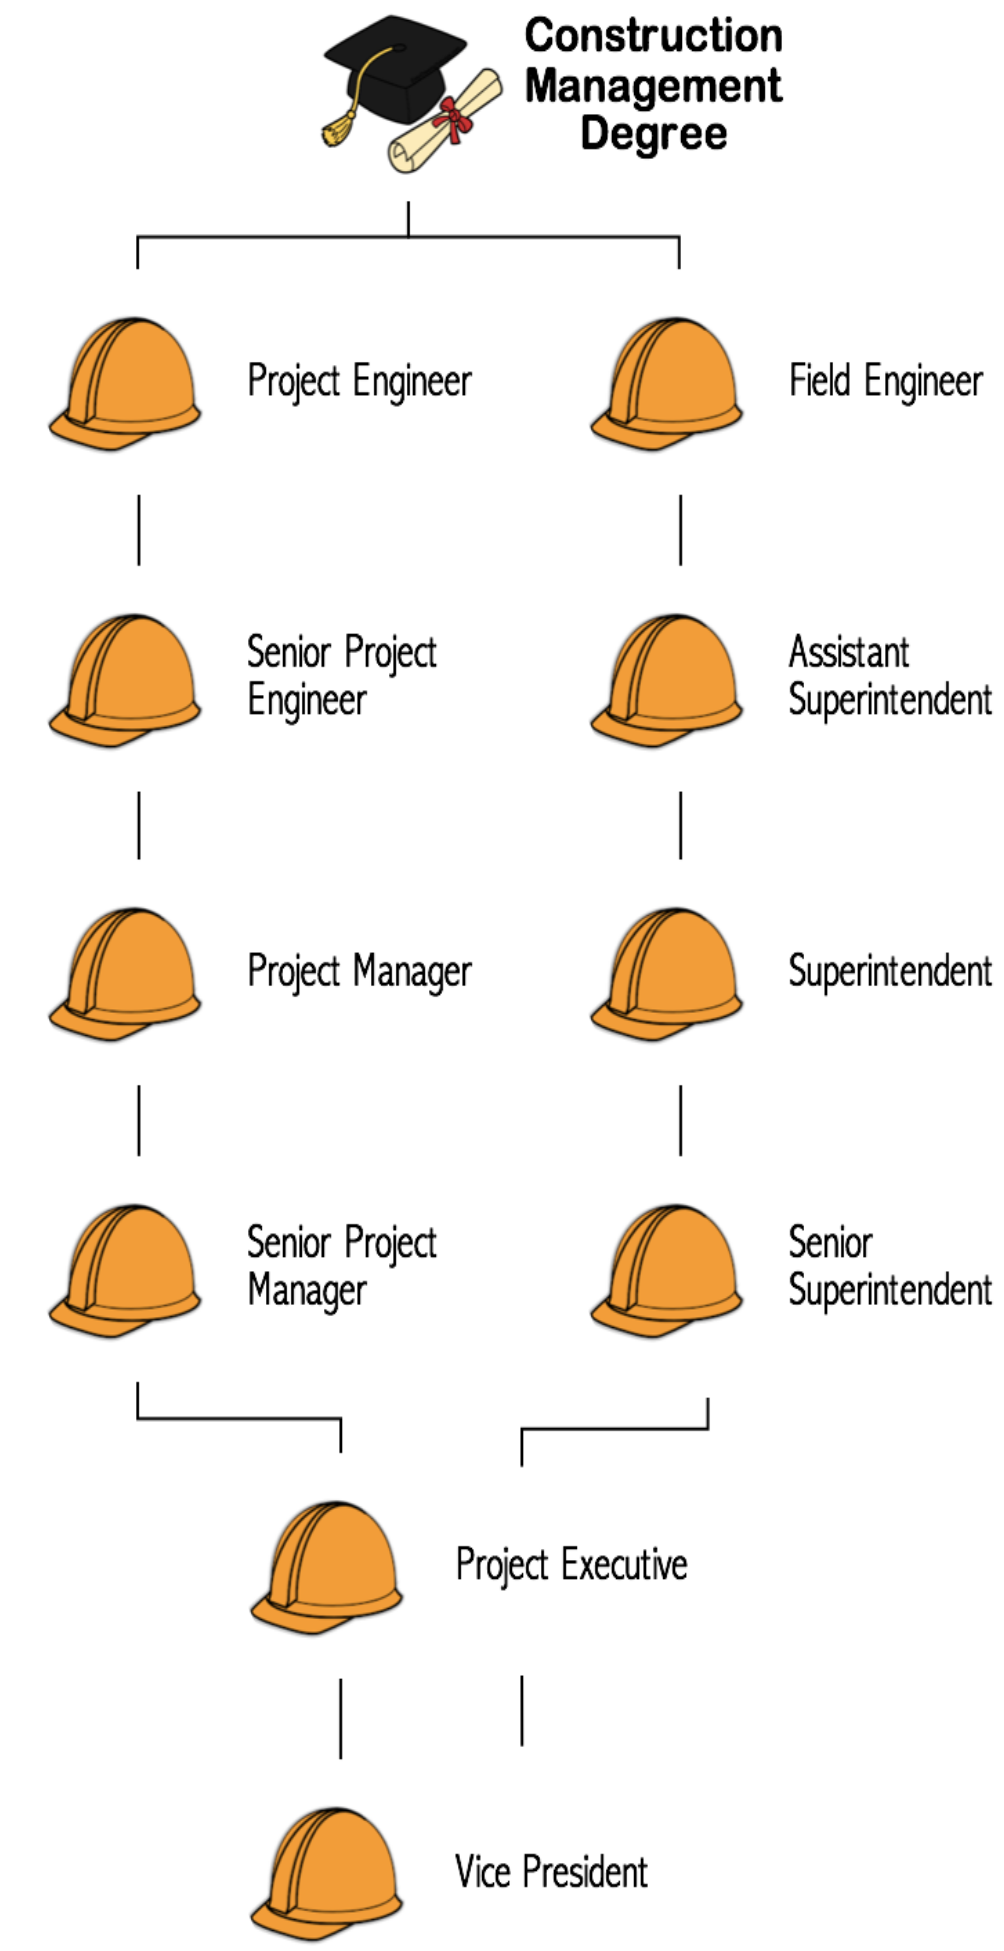 Construction
Management
Degree
Project Engineer
Field Engineer
Senior Project
Engineer
Assistant
Superintendent
Project Manager
Superintendent
Senior Project
Manager
Senior
Superintendent
Project Executive
Vice President